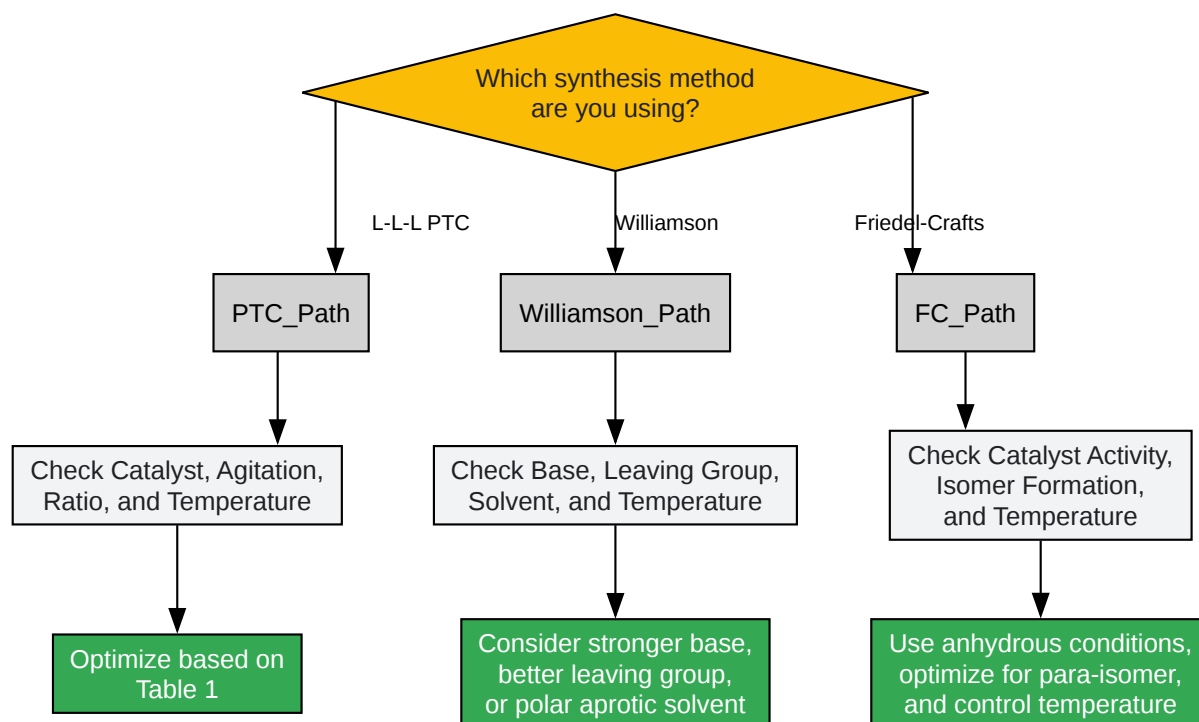 Which synthesis method
are you using?
L-L-L PTC
Williamson
Friedel-Crafts
PTC_Path
Williamson_Path
FC_Path
Check Catalyst, Agitation,
Ratio, and Temperature
Check Base, Leaving Group,
Solvent, and Temperature
Check Catalyst Activity,
Isomer Formation,
and Temperature
Optimize based on
Table 1
Consider stronger base,
better leaving group,
or polar aprotic solvent
Use anhydrous conditions,
optimize for para-isomer,
and control temperature